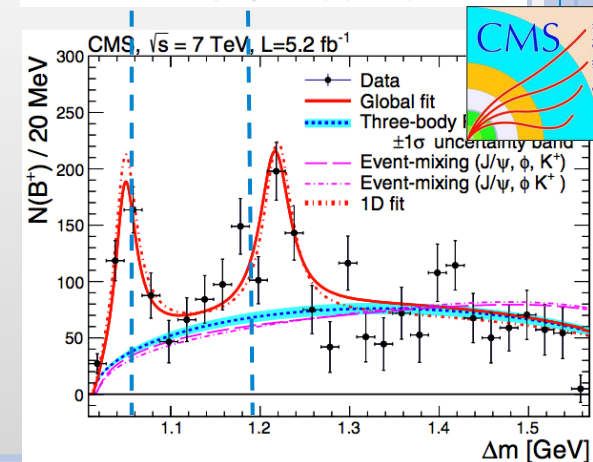 CMS, √s = 7 TeV, L=5.2 fb⁻¹
CMS
N(B⁺) / 20 MeV
300
250
200
150
100
50
0
Data
Global fit
Three-body
±1σ uncertainty band
Event-mixing (J/ψ, φ, K⁺)
Event-mixing (J/ψ, φ K⁺ )
1D fit
1.1
1.2
1.3
1.4
1.5
Δm [GeV]